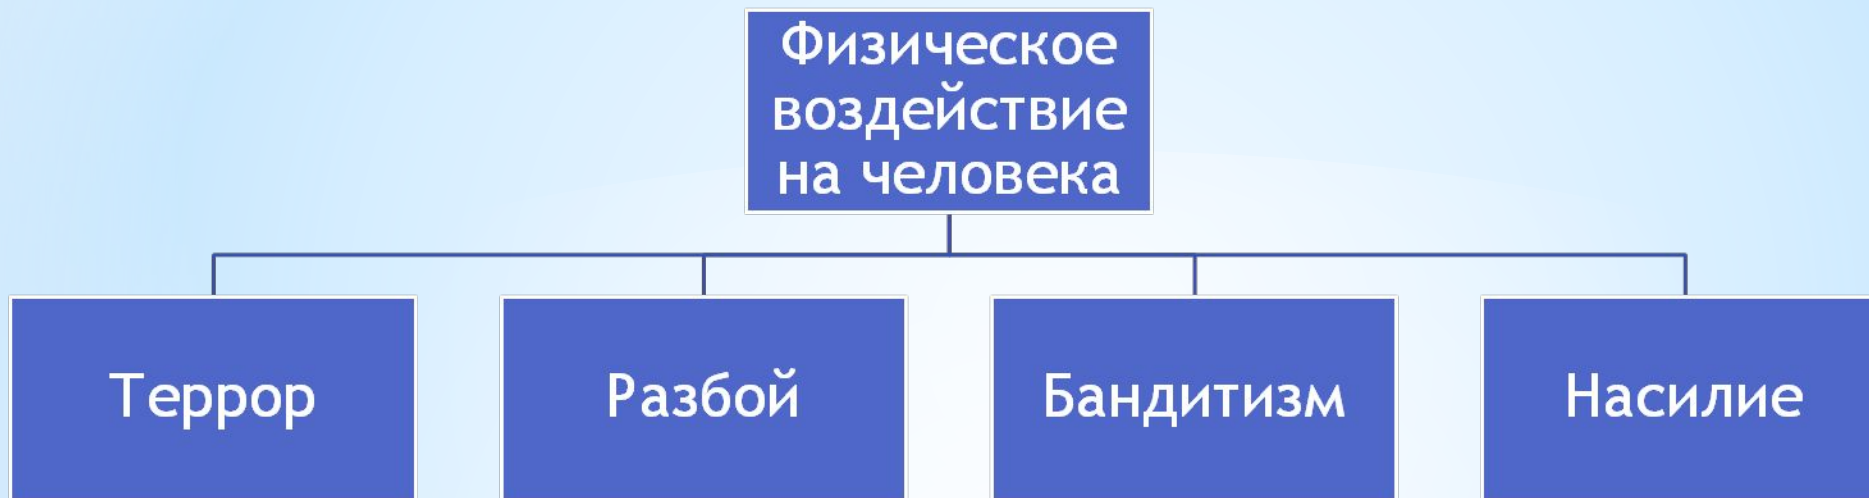 Физическое
воздействие
на человека
Террор
Разбой
Бандитизм
Насилие